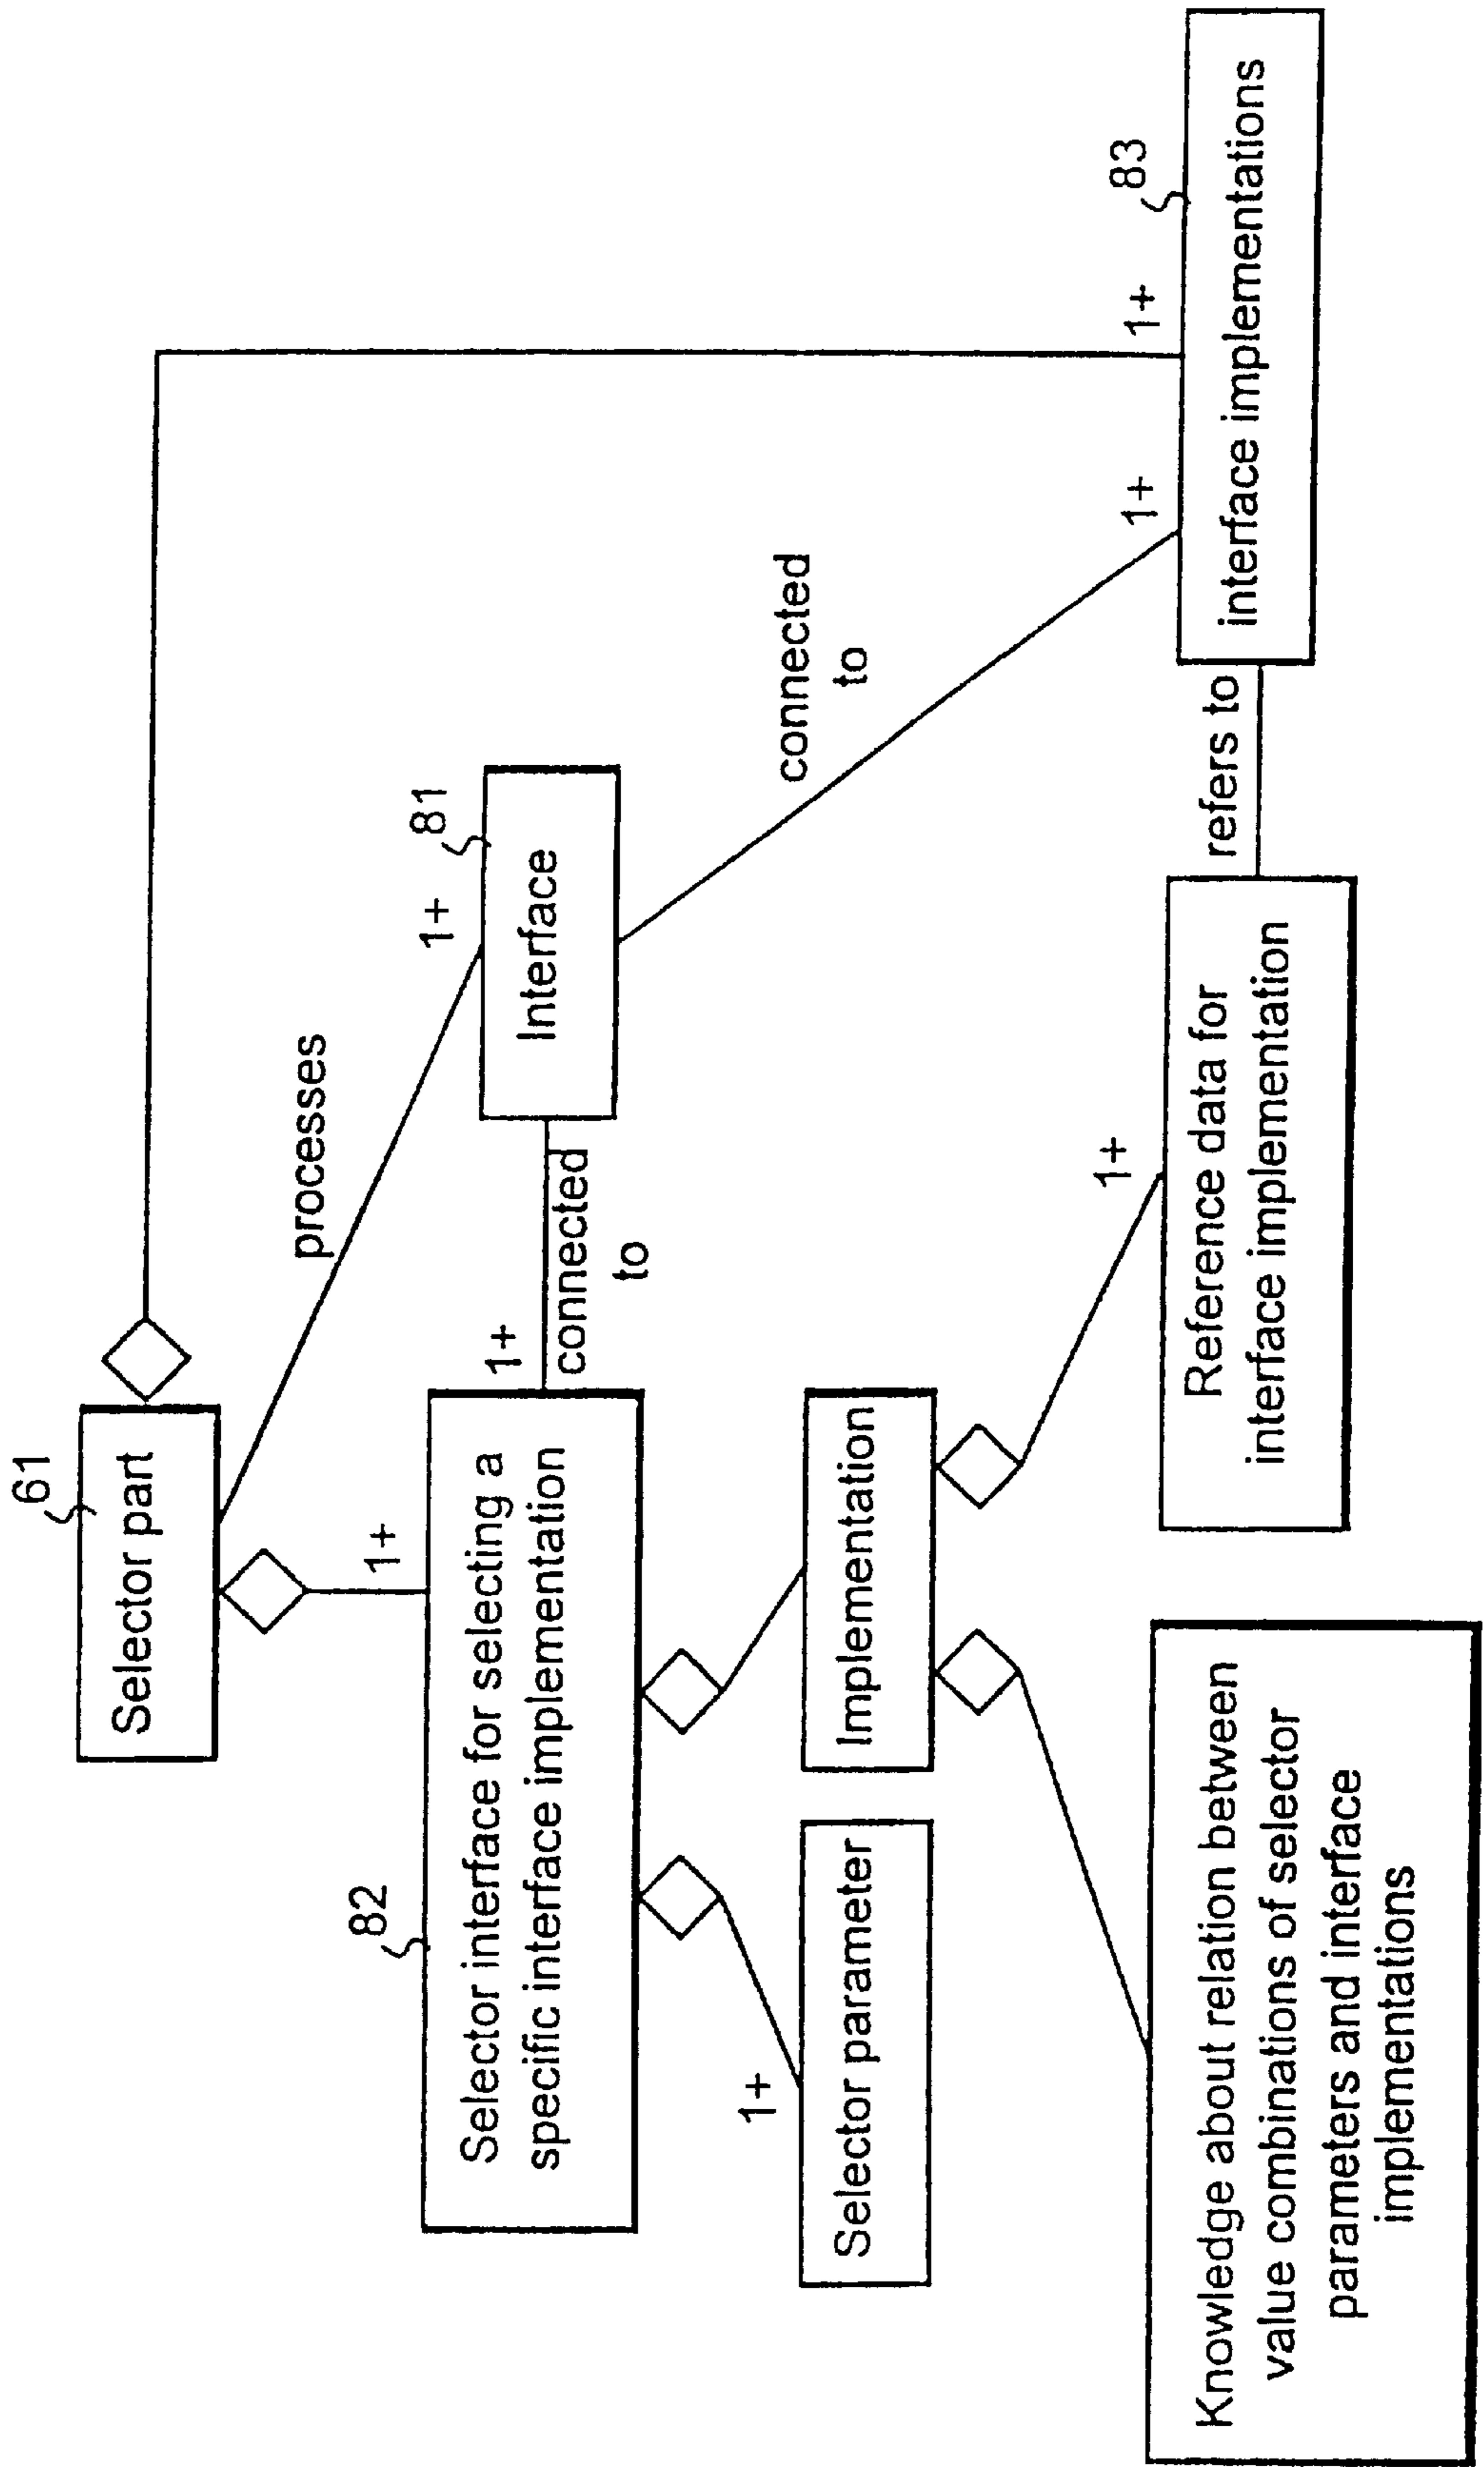 61
Selector part
processes
1+
82
Selector interface for selecting a
specific interface implementation
1+
connected
to
1+
81
Interface
connected
to
1+
Selector parameter
Implementation
1+
1+
1+
83
Knowledge about relation between
value combinations of selector
parameters and interface
implementations
Reference data for
interface implementation
refers to
interface implementations